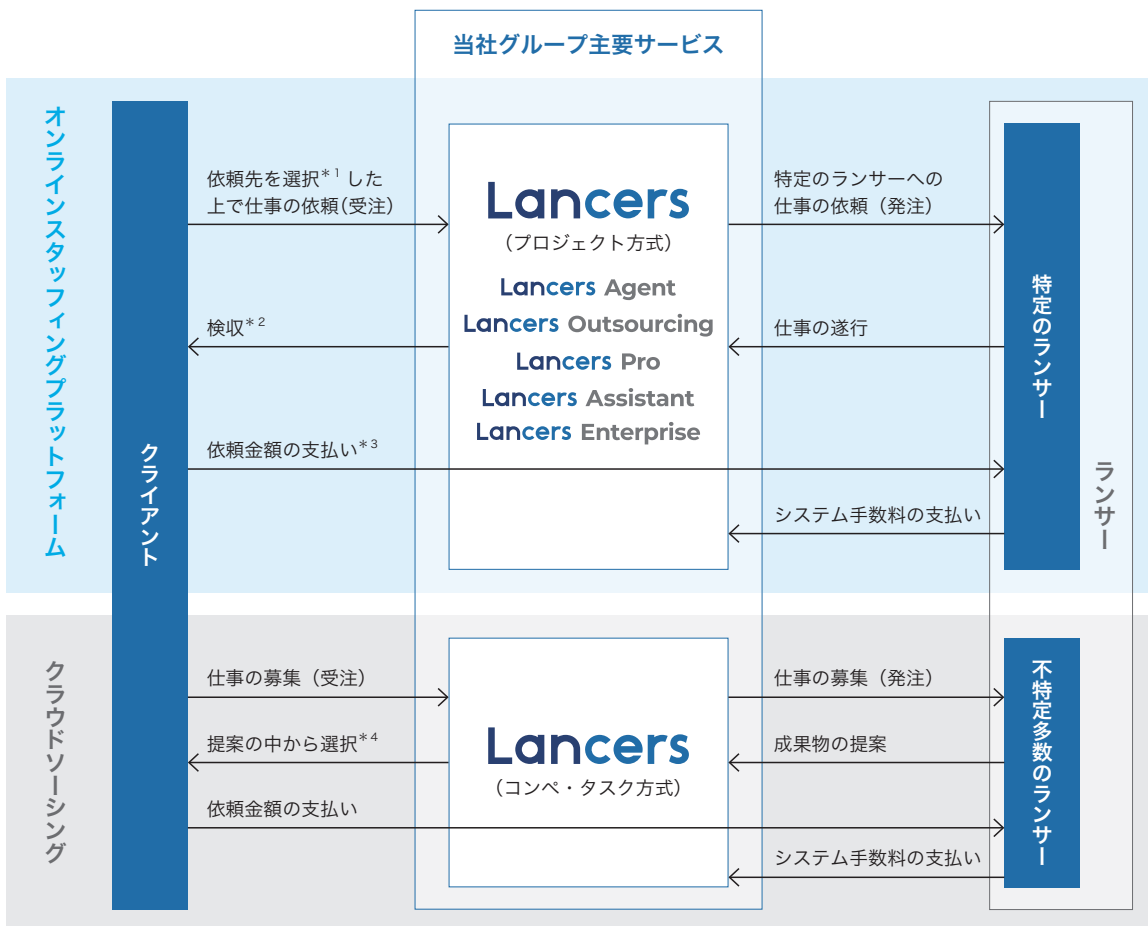 当社グループ主要サービス
オンラインスタッフィングプラットフォーム
クライアント
依頼先を選択*1した
上で仕事の依頼(受注)
検収*2
依頼金額の支払い*3
Lancers
(プロジェクト方式)
Lancers Agent
Lancers Outsourcing
Lancers Pro
Lancers Assistant
Lancers Enterprise
特定のランサーへの
仕事の依頼(発注)
仕事の遂行
システム手数料の支払い
特定のランサー
ランサー
クラウドソーシング
仕事の募集(受注)
提案の中から選択*4
依頼金額の支払い
Lancers
(コンペ・タスク方式)
仕事の募集(発注)
成果物の提案
システム手数料の支払い
不特定多数のランサー